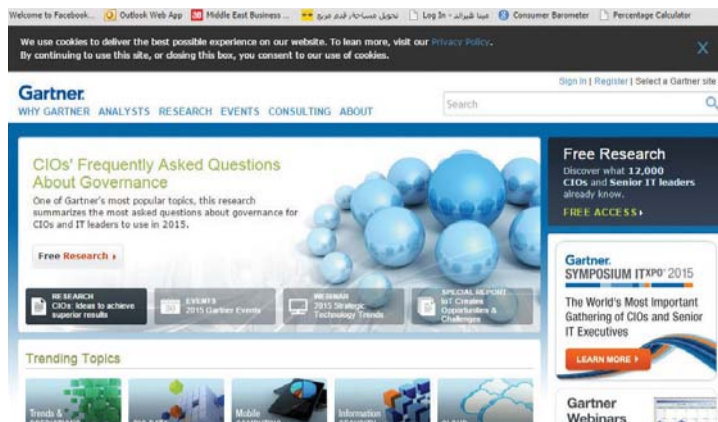 Welcome to Facebook... Outlook Web App Middle East Business ... تحويل مساحة, قدم مربع Log In - مينا هيرالد Consumer Barometer Percentage Calculator
We use cookies to deliver the best possible experience on our website. To lean more, visit our Privacy Policy.
By continuing to use this site, or closing this box, you consent to our use of cookies.
X
Sign In | Register | Select a Gartner site
Gartner.
Search
WHY GARTNER ANALYSTS RESEARCH EVENTS CONSULTING ABOUT
CIOs' Frequently Asked Questions
About Governance
One of Gartner's most popular topics, this research
summarizes the most asked questions about governance for
CIOs and IT leaders to use in 2015.
Free Research
RESEARCH
CIOs: Ideas to achieve
superior results
EVENTS
2015 Gartner Events
WEBINAR
2015 Strategic
Technology Trends
SPECIAL REPORT
IoT Creates
Opportunities &
Challenges
Free Research
Discover what 12,000
CIOs and Senior IT leaders
already know.
FREE ACCESS
Gartner.
SYMPOSIUM ITXPO 2015
The World's Most Important
Gathering of CIOs and Senior
IT Executives
LEARN MORE
Trending Topics
Trends &
Mobile
Information
Gartner
Webinars